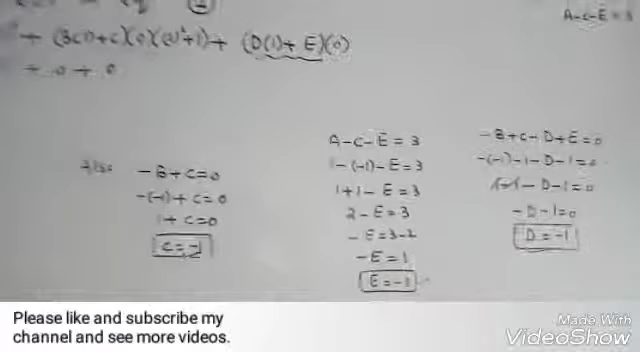 A-C-E=3
+ (B(1)+C)(0)((1)²+1)+ (D(1)+ E)(0)
+ 0 + 0
-B+C=0
-(-1)+C=0
1+C=0
C=-1
A-C-E=3
1-(-1)-E=3
1+1-E=3
2-E=3
-E=3-2
-E=1
E=-1
-B+C-D+E=0
-(-1)-1-D-1=0
1-1-D-1=0
-D-1=0
D=-1
Please like and subscribe my
channel and see more videos.
Made With
VideoShow